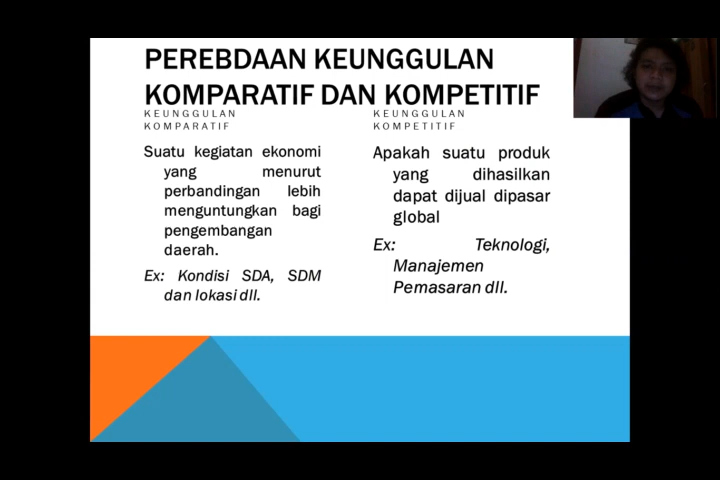 PEREBDAAN KEUNGGULAN
KOMPARATIF DAN KOMPETITIF
KEUNGGULAN
KOMPARATIF
Suatu kegiatan ekonomi
yang menurut
perbandingan lebih
menguntungkan bagi
pengembangan
daerah.
Ex: Kondisi SDA, SDM
dan lokasi dll.
KEUNGGULAN
KOMPETITIF
Apakah suatu produk
yang dihasilkan
dapat dijual dipasar
global
Ex: Teknologi,
Manajemen
Pemasaran dll.